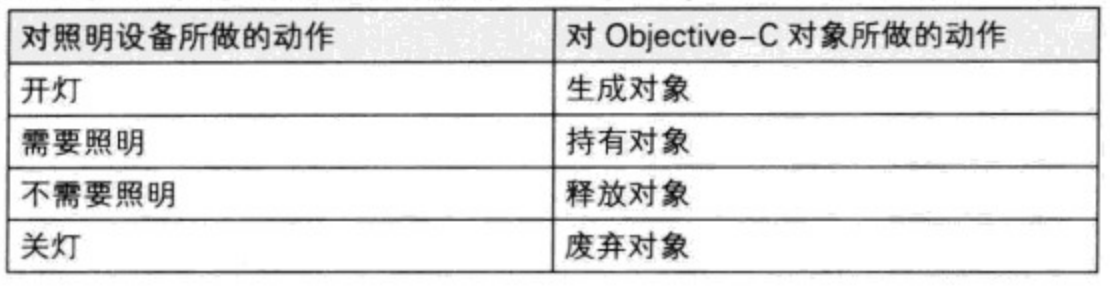 对照明设备所做的动作 对 Objective-C 对象所做的动作
开灯 生成对象
需要照明 持有对象
不需要照明 释放对象
关灯 废弃对象